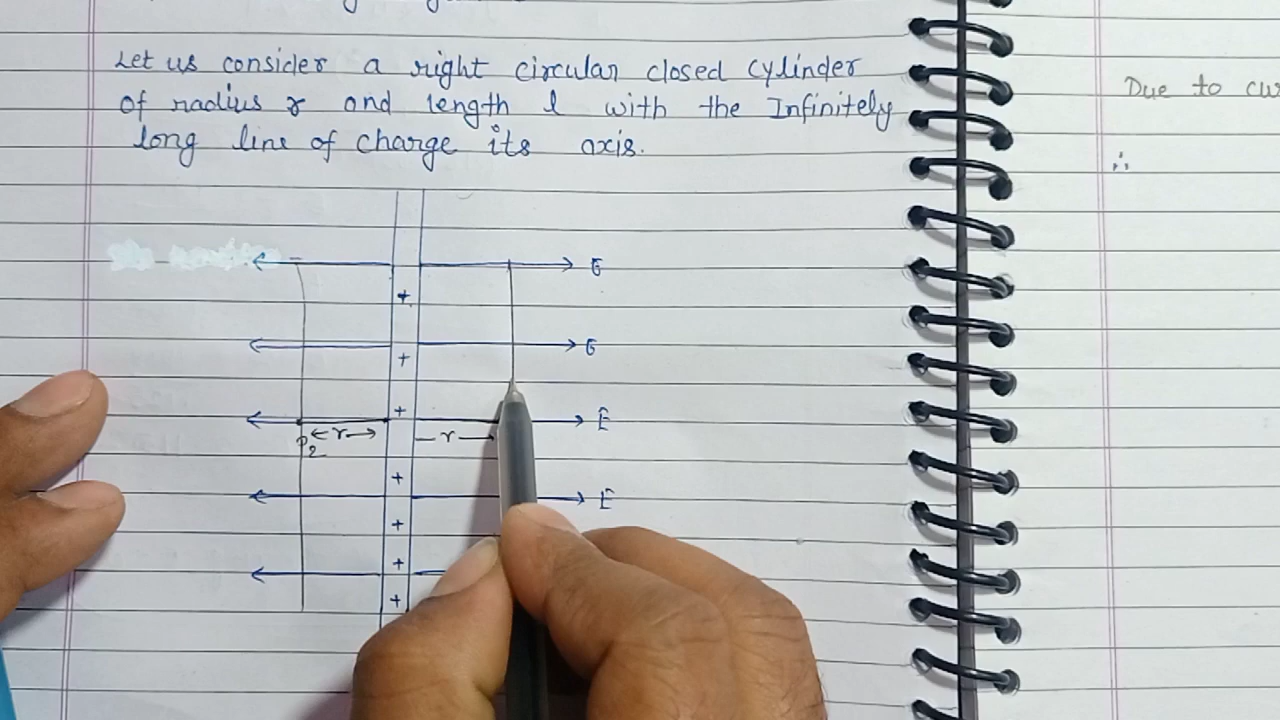 Let us consider a right circular closed cylinder
of radius r and length l with the Infinitely
long line of charge its axis.
Due to
∴
E
+
E
+
+
E
P2 r
r
+
E
+
+
+